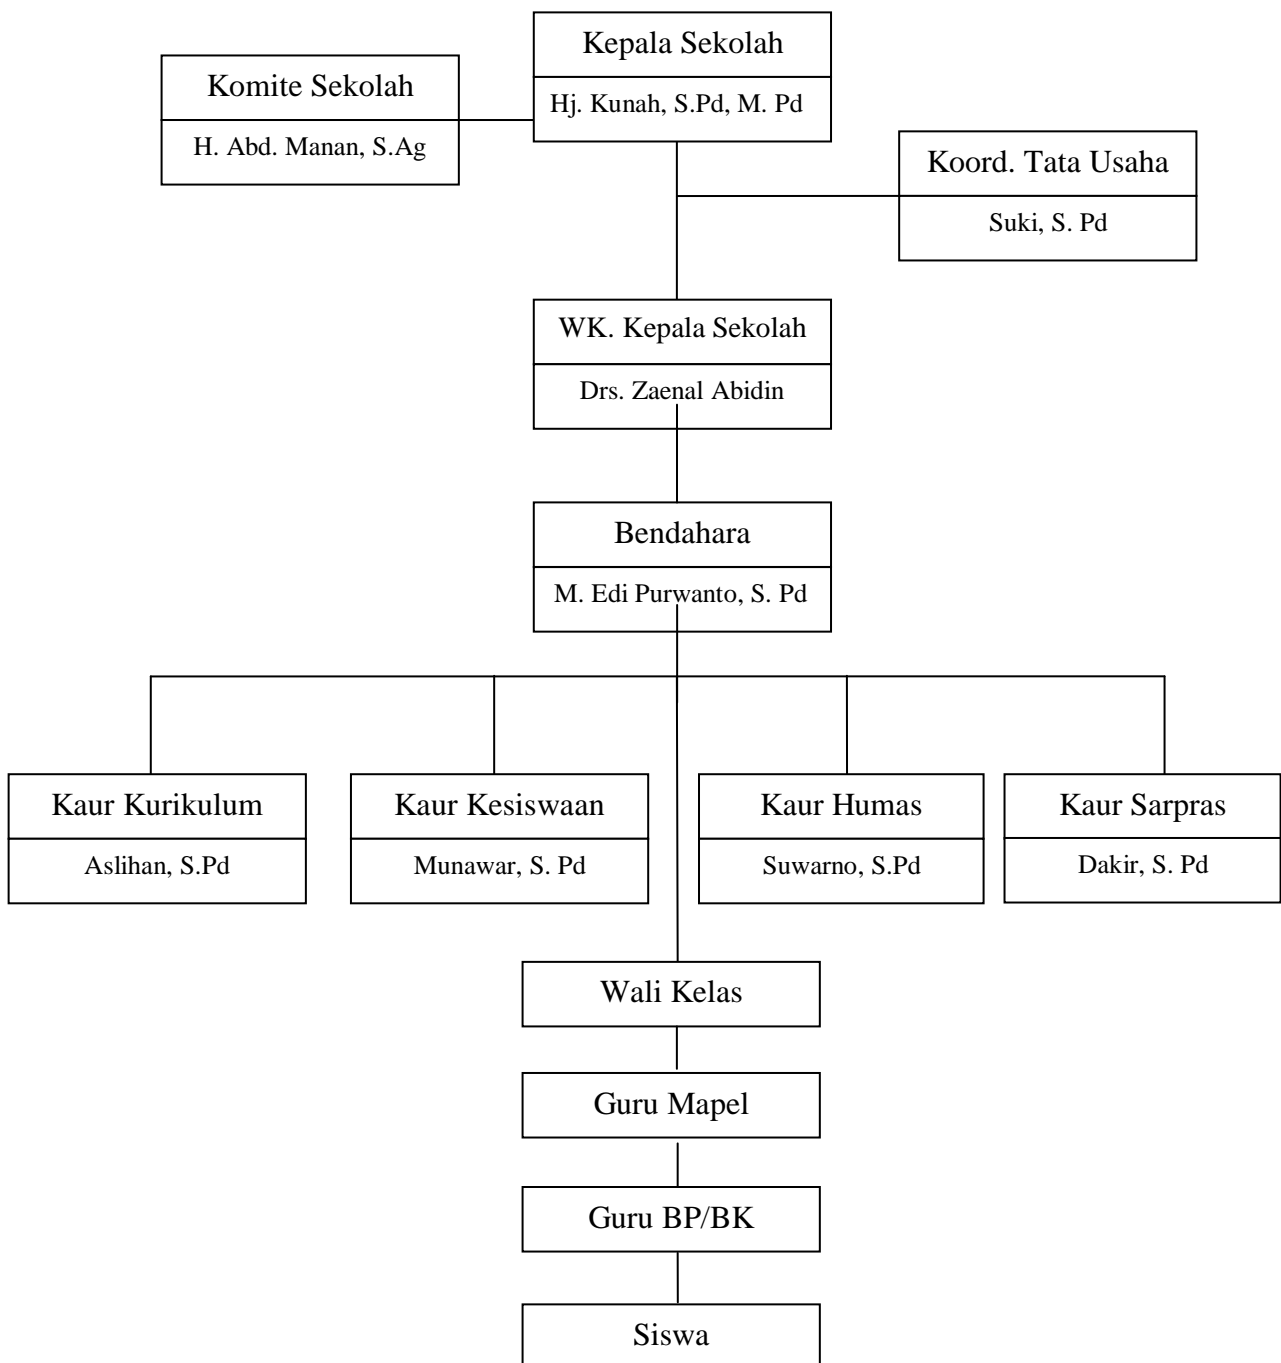 Kepala Sekolah
Hj. Kunah, S.Pd, M. Pd
Komite Sekolah
H. Abd. Manan, S.Ag
Koord. Tata Usaha
Suki, S. Pd
WK. Kepala Sekolah
Drs. Zaenal Abidin
Bendahara
M. Edi Purwanto, S. Pd
Kaur Kurikulum
Aslihan, S.Pd
Kaur Kesiswaan
Munawar, S. Pd
Kaur Humas
Suwarno, S.Pd
Kaur Sarpras
Dakir, S. Pd
Wali Kelas
Guru Mapel
Guru BP/BK
Siswa